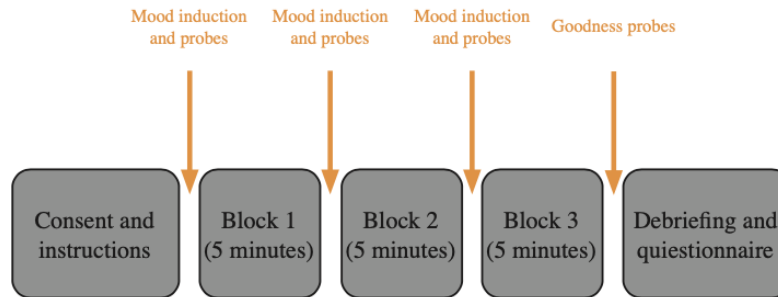 Mood induction
and probes
Mood induction
and probes
Mood induction
and probes
Goodness probes
Consent and
instructions
Block 1
(5 minutes)
Block 2
(5 minutes)
Block 3
(5 minutes)
Debriefing and
quiestionnaire